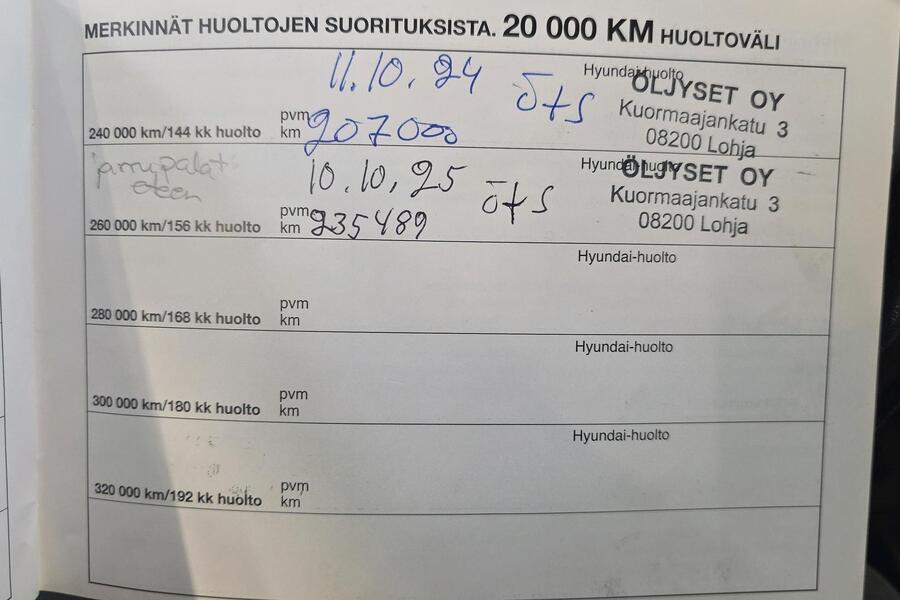 MERKINNÄT HUOLTOJEN SUORITUKSISTA. 20 000 KM HUOLTOVÄLI
11.10.24 öts Hyundai-huolto
ÖLJYSET OY
Kuormaajankatu 3
08200 Lohja
240 000 km/144 kk huolto pvm
km 207000
jarrupalat
eteen
10.10.25 öts Hyundai-huolto
ÖLJYSET OY
Kuormaajankatu 3
08200 Lohja
260 000 km/156 kk huolto pvm
km 235489
Hyundai-huolto
280 000 km/168 kk huolto pvm
km
Hyundai-huolto
300 000 km/180 kk huolto pvm
km
Hyundai-huolto
320 000 km/192 kk huolto pvm
km